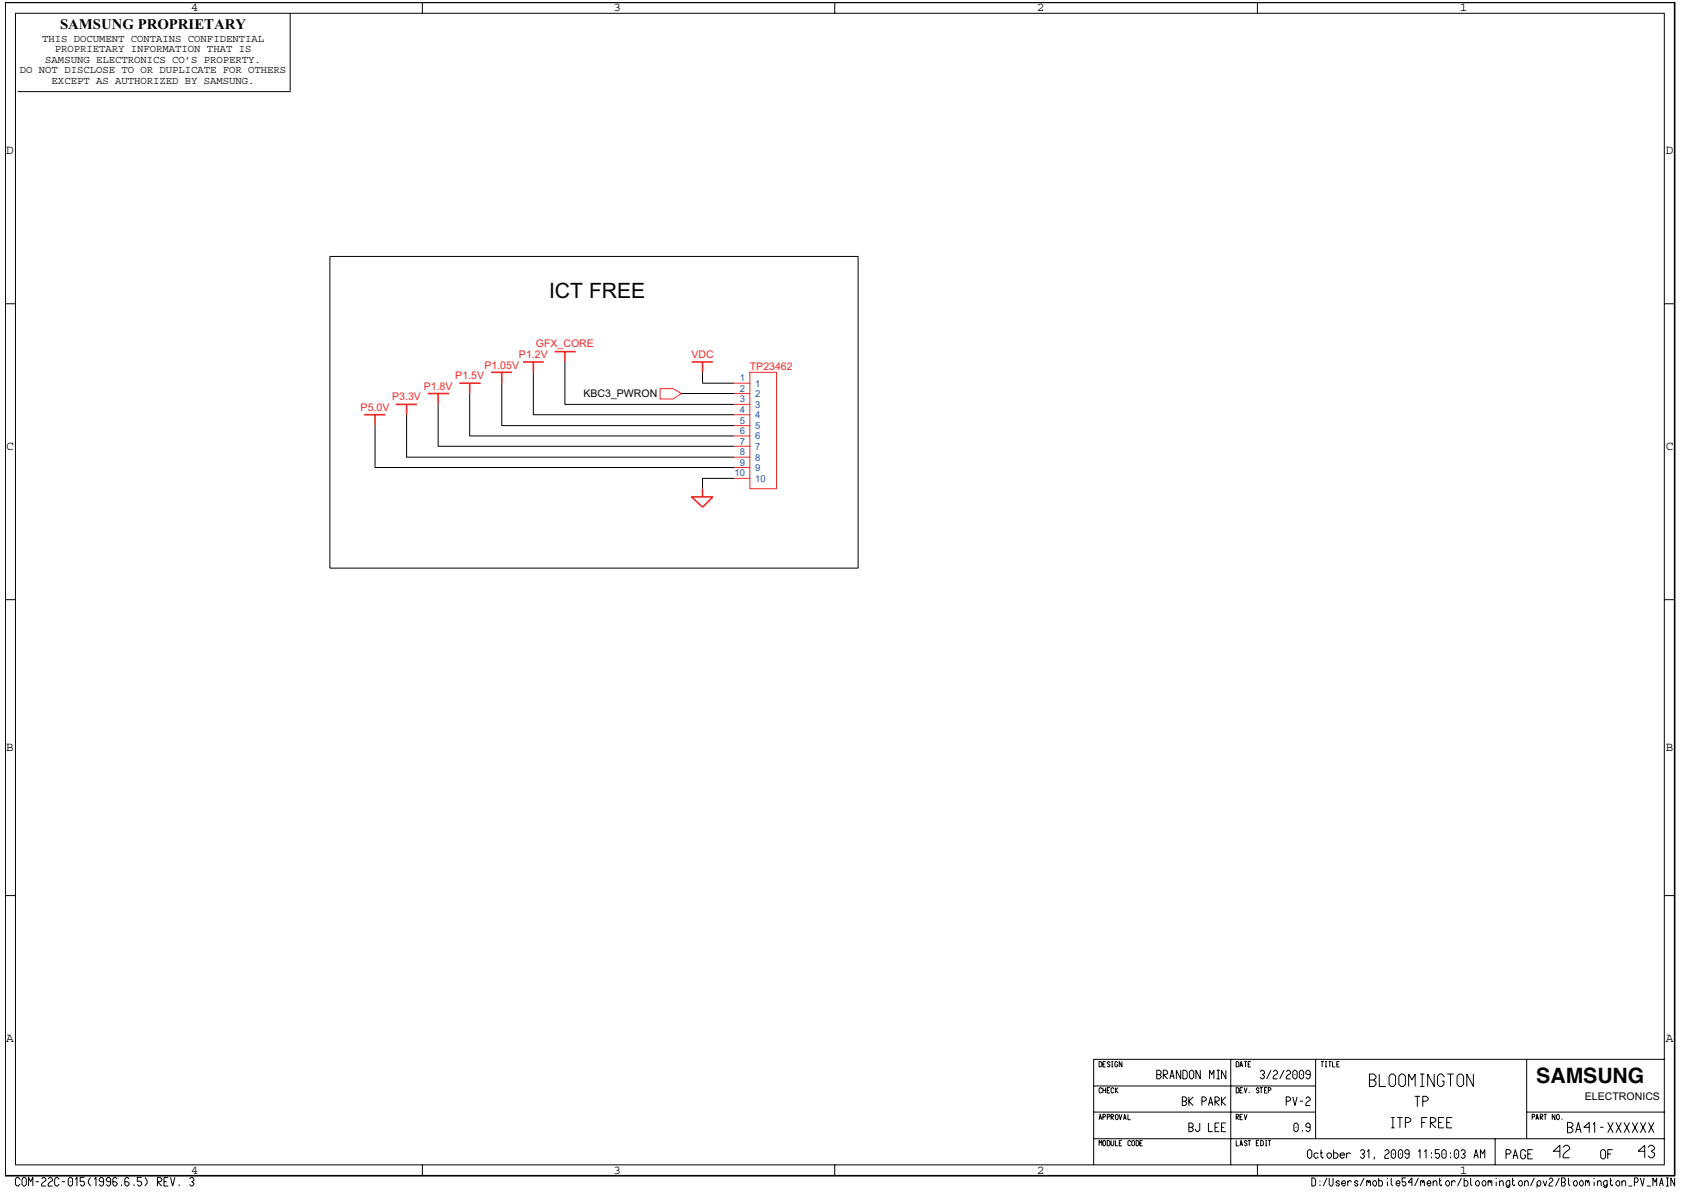 4 3 2 1
SAMSUNG PROPRIETARY
THIS DOCUMENT CONTAINS CONFIDENTIAL
PROPRIETARY INFORMATION THAT IS
SAMSUNG ELECTRONICS CO'S PROPERTY.
DO NOT DISCLOSE TO OR DUPLICATE FOR OTHERS
EXCEPT AS AUTHORIZED BY SAMSUNG.
D D
ICT FREE
GFX_CORE
P1.2V
VDC
P1.05V
TP23462
P1.5V
P1.8V
P3.3V
P5.0V
KBC3_PWRON
1 1
2 2
3 3
4 4
5 5
6 6
7 7
8 8
9 9
10 10
C C
B B
A A
DESIGN
BRANDON MIN
DATE
3/2/2009
TITLE
BLOOMINGTON
TP
ITP FREE
SAMSUNG
ELECTRONICS
CHECK
BK PARK
DEV. STEP
PV-2
APPROVAL
BJ LEE
REV
0.9
PART NO.
BA41-XXXXXX
MODULE CODE
LAST EDIT
October 31, 2009 11:50:03 AM
PAGE 42 OF 43
4 3 2 1
COM-22C-015(1996.6.5) REV. 3
D:/Users/mobile54/mentor/bloomington/pv2/Bloomington_PV_MAIN